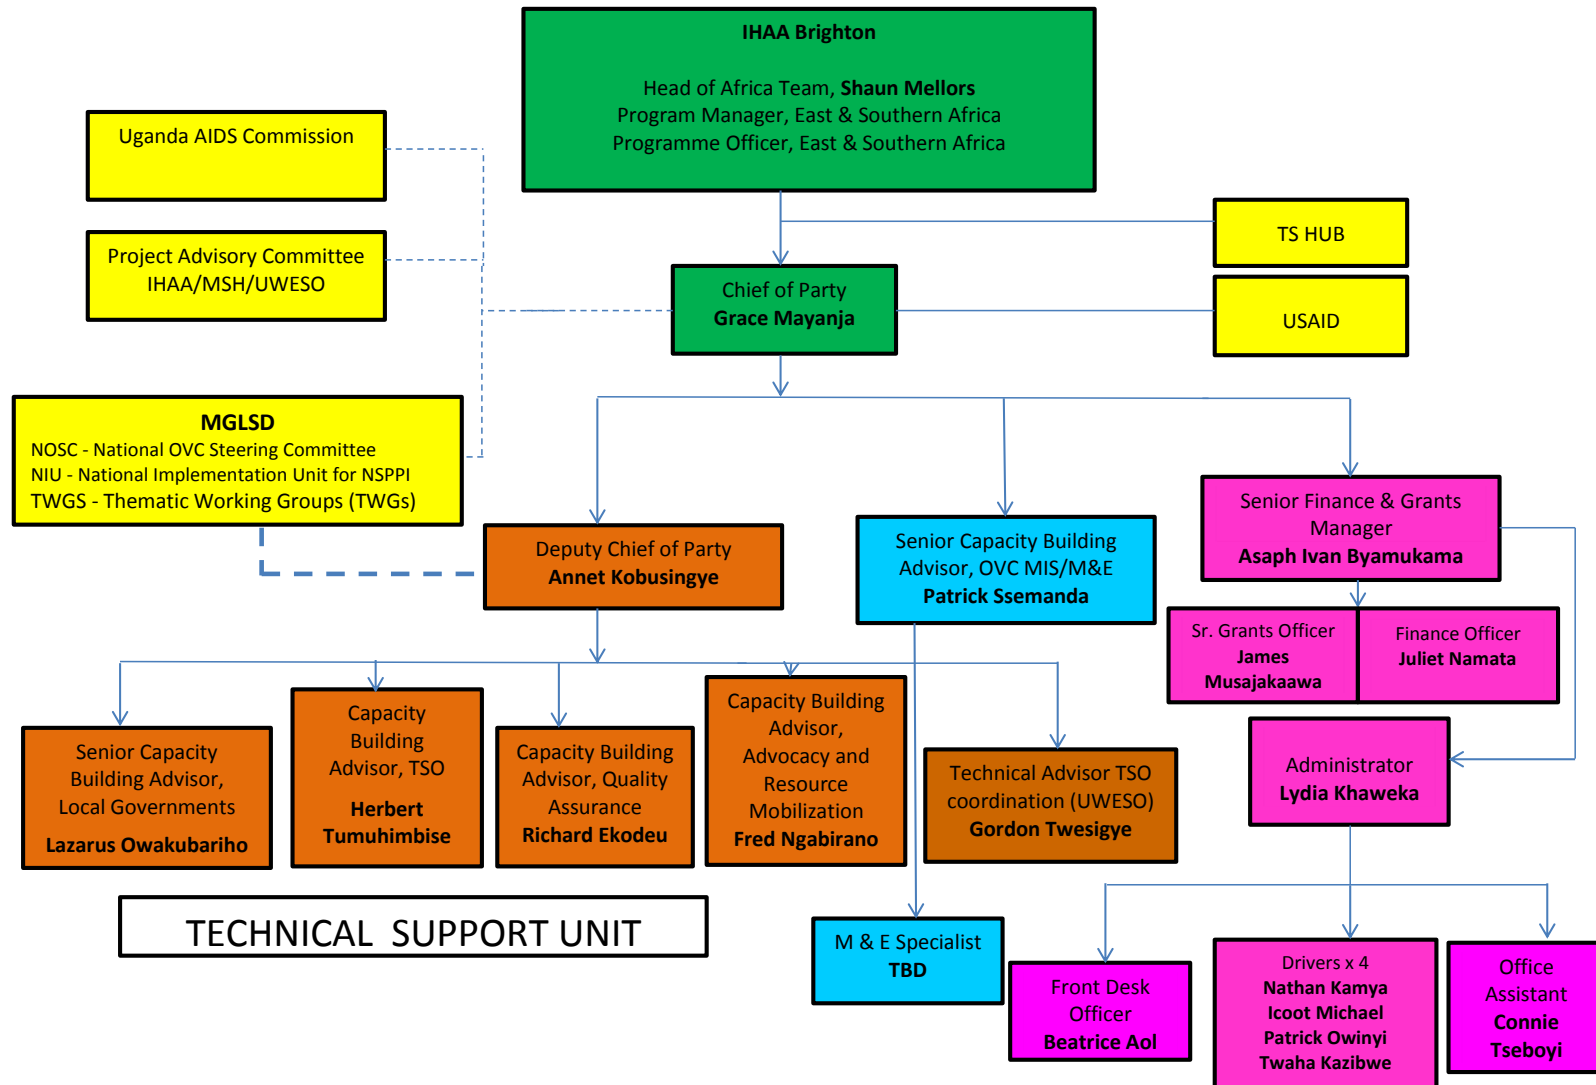 IHAA Brighton
Head of Africa Team, Shaun Mellors
Program Manager, East & Southern Africa
Programme Officer, East & Southern Africa
Uganda AIDS Commission
Project Advisory Committee
IHAA/MSH/UWESO
TS HUB
Chief of Party
Grace Mayanja
USAID
MGLSD
NOSC - National OVC Steering Committee
NIU - National Implementation Unit for NSPPI
TWGS - Thematic Working Groups (TWGs)
Deputy Chief of Party
Annet Kobusingye
Senior Capacity Building
Advisor, OVC MIS/M&E
Patrick Ssemanda
Senior Finance & Grants
Manager
Asaph Ivan Byamukama
Sr. Grants Officer
James
Musajakaawa
Finance Officer
Juliet Namata
Senior Capacity
Building Advisor,
Local Governments
Lazarus Owakubariho
Capacity
Building
Advisor, TSO
Herbert
Tumuhimbise
Capacity Building
Advisor, Quality
Assurance
Richard Ekodeu
Capacity Building
Advisor,
Advocacy and
Resource
Mobilization
Fred Ngabirano
Technical Advisor TSO
coordination (UWESO)
Gordon Twesigye
Administrator
Lydia Khaweka
TECHNICAL SUPPORT UNIT
M & E Specialist
TBD
Front Desk
Officer
Beatrice Aol
Drivers x 4
Nathan Kamya
Icoot Michael
Patrick Owinyi
Twaha Kazibwe
Office
Assistant
Connie
Tseboyi